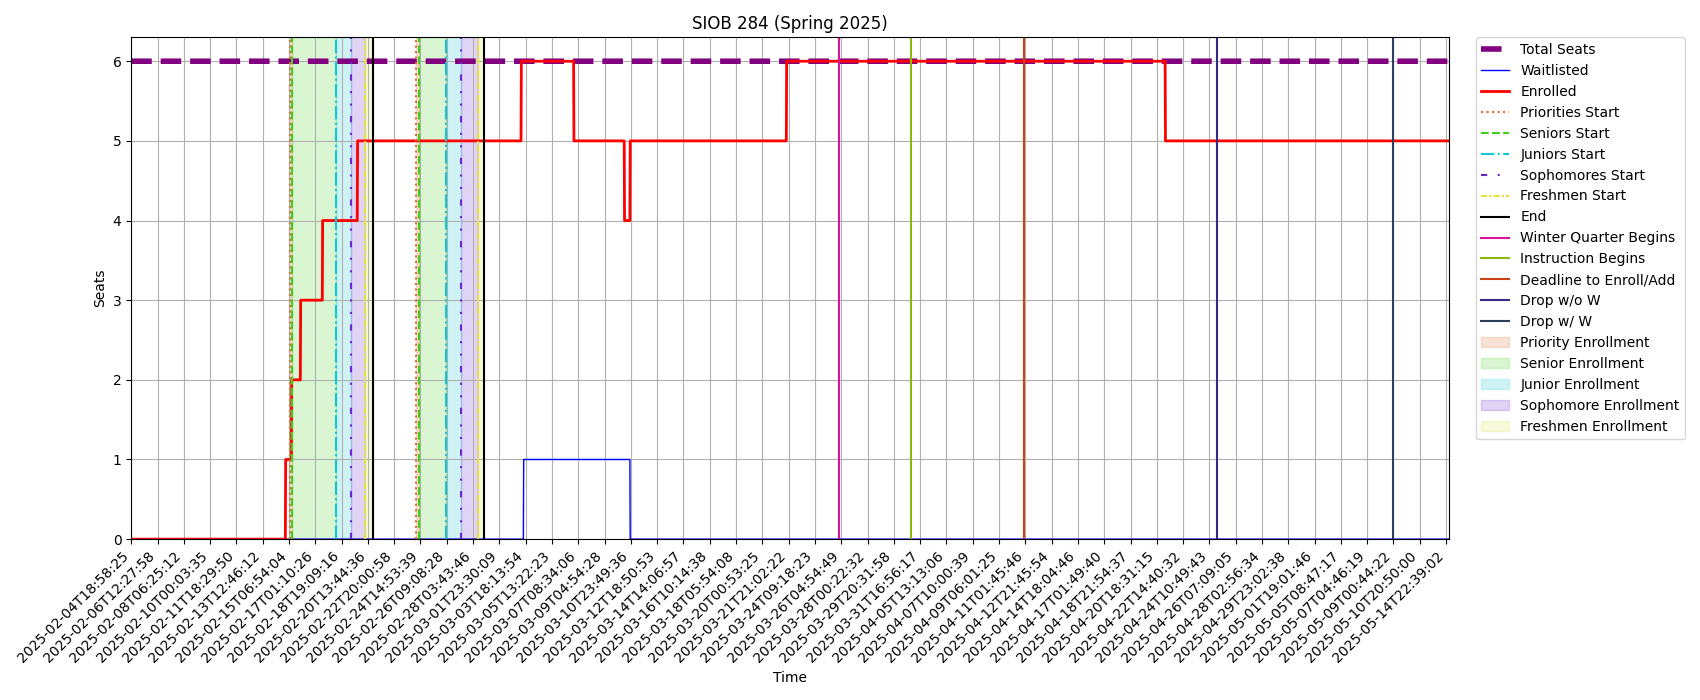 SIOB 284 (Spring 2025)
Seats
6
5
4
3
2
1
0
2025-02-04T18:58:25
2025-02-06T12:27:58
2025-02-08T06:25:12
2025-02-10T00:03:35
2025-02-11T18:29:50
2025-02-13T12:46:12
2025-02-15T06:54:04
2025-02-17T01:10:26
2025-02-18T19:09:16
2025-02-20T13:44:36
2025-02-22T20:00:58
2025-02-24T14:53:39
2025-02-26T09:08:28
2025-02-28T03:43:46
2025-03-01T23:30:09
2025-03-03T18:13:54
2025-03-05T13:22:23
2025-03-07T08:34:06
2025-03-09T04:54:28
2025-03-10T23:49:36
2025-03-12T18:50:53
2025-03-14T14:06:57
2025-03-16T10:14:38
2025-03-18T05:54:08
2025-03-20T00:53:25
2025-03-21T21:02:22
2025-03-24T09:18:23
2025-03-26T04:54:49
2025-03-28T00:22:32
2025-03-29T20:31:58
2025-03-31T16:56:17
2025-04-05T13:13:06
2025-04-07T10:00:39
2025-04-09T06:01:25
2025-04-11T01:45:46
2025-04-12T21:45:54
2025-04-14T18:04:46
2025-04-17T01:49:40
2025-04-18T21:54:37
2025-04-20T18:31:15
2025-04-22T14:40:32
2025-04-24T10:49:43
2025-04-26T07:09:05
2025-04-28T02:56:34
2025-04-29T23:02:38
2025-05-01T19:01:46
2025-05-05T08:47:17
2025-05-07T04:46:19
2025-05-09T00:44:22
2025-05-10T20:50:00
2025-05-14T22:39:02
Time
Total Seats
Waitlisted
Enrolled
Priorities Start
Seniors Start
Juniors Start
Sophomores Start
Freshmen Start
End
Winter Quarter Begins
Instruction Begins
Deadline to Enroll/Add
Drop w/o W
Drop w/ W
Priority Enrollment
Senior Enrollment
Junior Enrollment
Sophomore Enrollment
Freshmen Enrollment